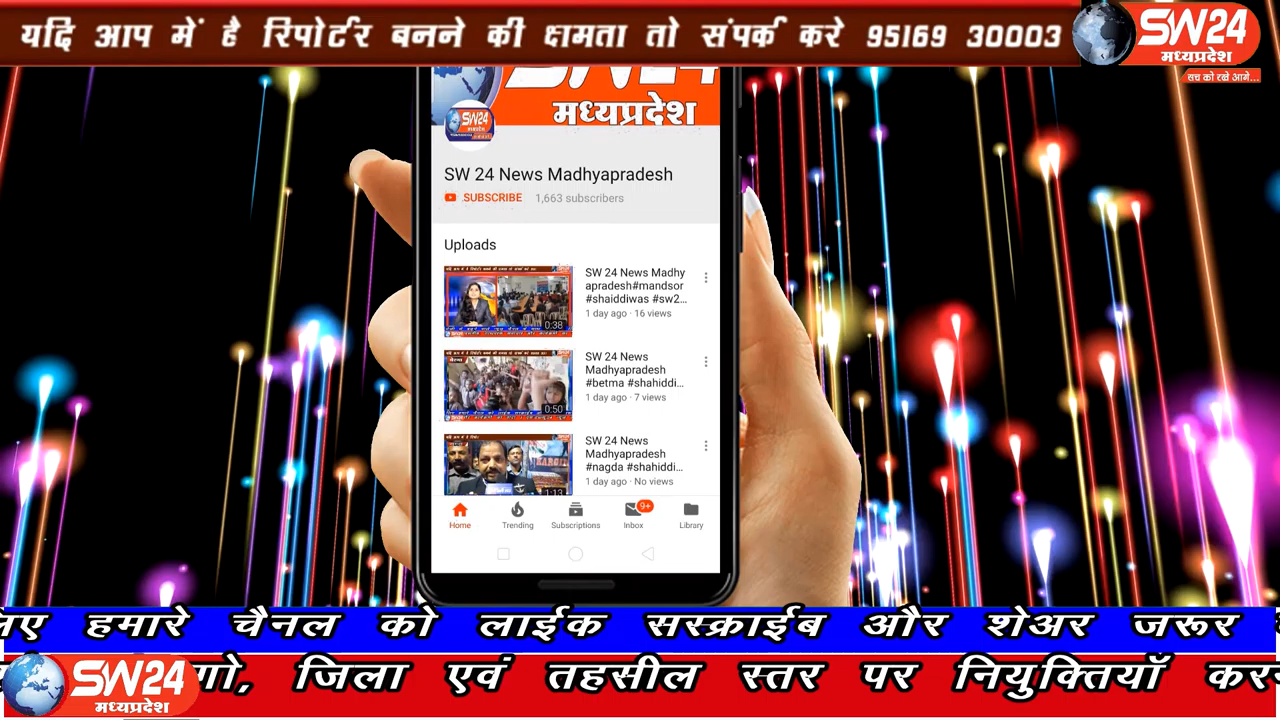 यदि आप में है रिपोर्टर बनने की क्षमता तो संपर्क करे 95169 30003
SW24
मध्यप्रदेश
सच को रखे आगे...
मध्यप्रदेश
SW24
SW 24 News Madhyapradesh
SUBSCRIBE 1,663 subscribers
Uploads
SW 24 News Madhy
apradesh#mandsor
#shaiddiwas #sw2...
1 day ago · 16 views
0:38
SW 24 News
Madhyapradesh
#betma #shahiddi...
1 day ago · 7 views
0:50
SW 24 News
Madhyapradesh
#nagda #shahiddi...
1 day ago · No views
1:13
9+
Home Trending Subscriptions Inbox Library
हमारे चैनल को लाईक सस्क्राईब और शेअर जरूर
SW24
मध्यप्रदेश
जिला एवं तहसील स्तर पर नियुक्तियाँ